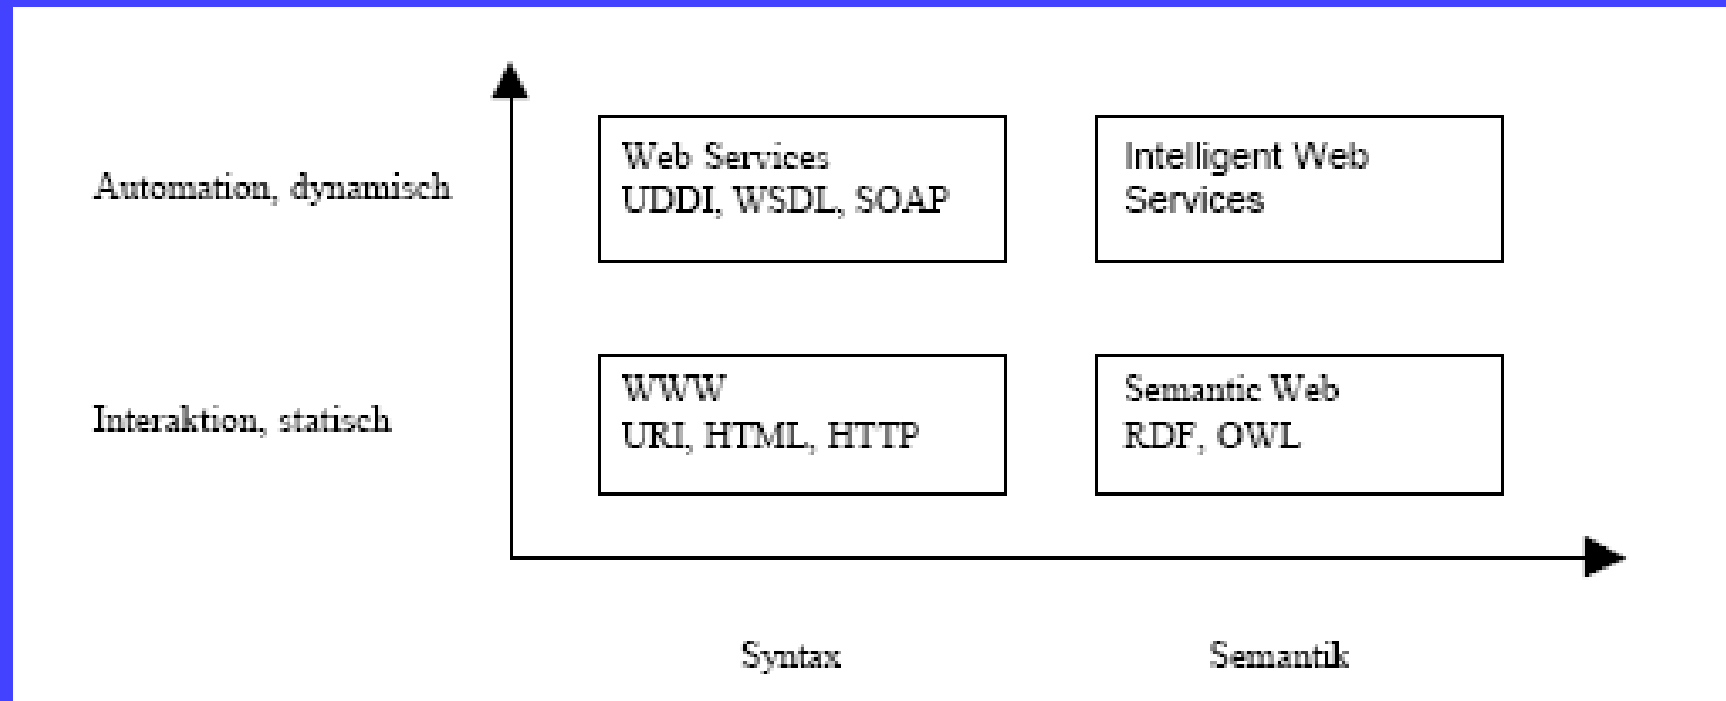 Automation, dynamisch
Web Services
UDDI, WSDL, SOAP
Intelligent Web
Services
Interaktion, statisch
WWW
URI, HTML, HTTP
Semantic Web
RDF, OWL
Syntax
Semantik